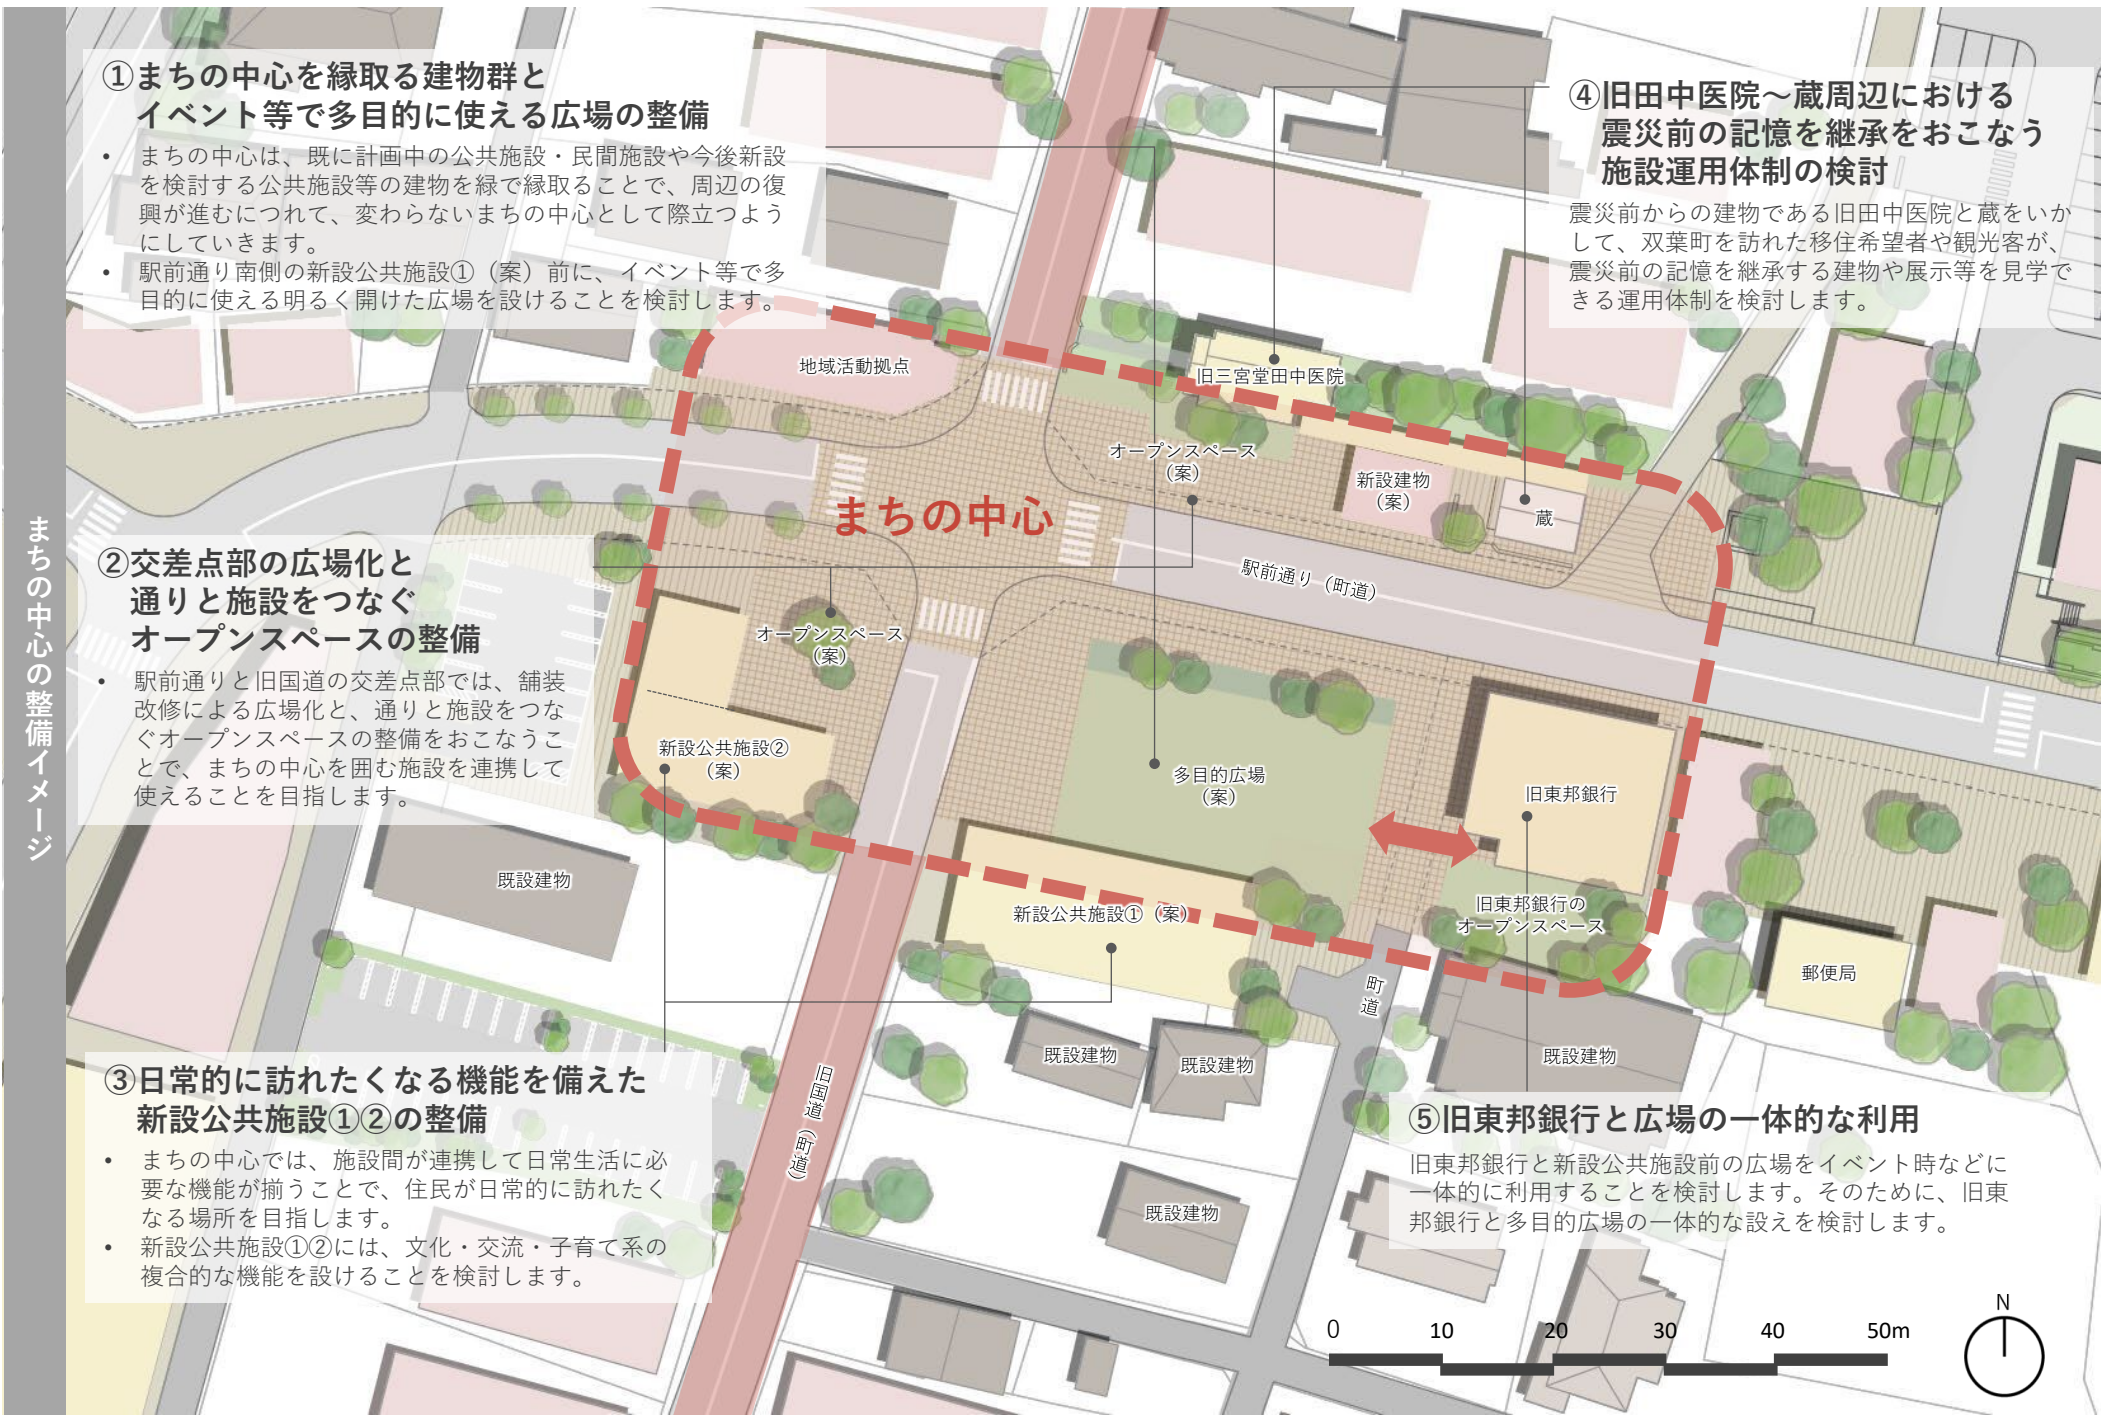 まちの中心の整備イメージ
①まちの中心を縁取る建物群と
イベント等で多目的に使える広場の整備
• まちの中心は、既に計画中の公共施設・民間施設や今後新設
を検討する公共施設等の建物を緑で縁取ることで、周辺の復
興が進むにつれて、変わらないまちの中心として際立つよう
にしていきます。
• 駅前通り南側の新設公共施設①（案）前に、イベント等で多
目的に使える明るく開けた広場を設けることを検討します。
④旧田中医院～蔵周辺における
震災前の記憶を継承をおこなう
施設運用体制の検討
震災前からの建物である旧田中医院と蔵をいか
して、双葉町を訪れた移住希望者や観光客が、
震災前の記憶を継承する建物や展示等を見学で
きる運用体制を検討します。
地域活動拠点
旧三宮堂田中医院
オープンスペース
（案）
新設建物
（案）
蔵
まちの中心
駅前通り（町道）
②交差点部の広場化と
通りと施設をつなぐ
オープンスペースの整備
• 駅前通りと旧国道の交差点部では、舗装
改修による広場化と、通りと施設をつな
ぐオープンスペースの整備をおこなうこ
とで、まちの中心を囲む施設を連携して
使えることを目指します。
オープンスペース
（案）
新設公共施設②
（案）
多目的広場
（案）
旧東邦銀行
既設建物
新設公共施設①（案）
旧東邦銀行の
オープンスペース
郵便局
町道
既設建物
既設建物
既設建物
旧国道（町道）
既設建物
③日常的に訪れたくなる機能を備えた
新設公共施設①②の整備
• まちの中心では、施設間が連携して日常生活に必
要な機能が揃うことで、住民が日常的に訪れたく
なる場所を目指します。
• 新設公共施設①②には、文化・交流・子育て系の
複合的な機能を設けることを検討します。
⑤旧東邦銀行と広場の一体的な利用
旧東邦銀行と新設公共施設前の広場をイベント時などに
一体的に利用することを検討します。そのために、旧東
邦銀行と多目的広場の一体的な設えを検討します。
0 10 20 30 40 50m
N